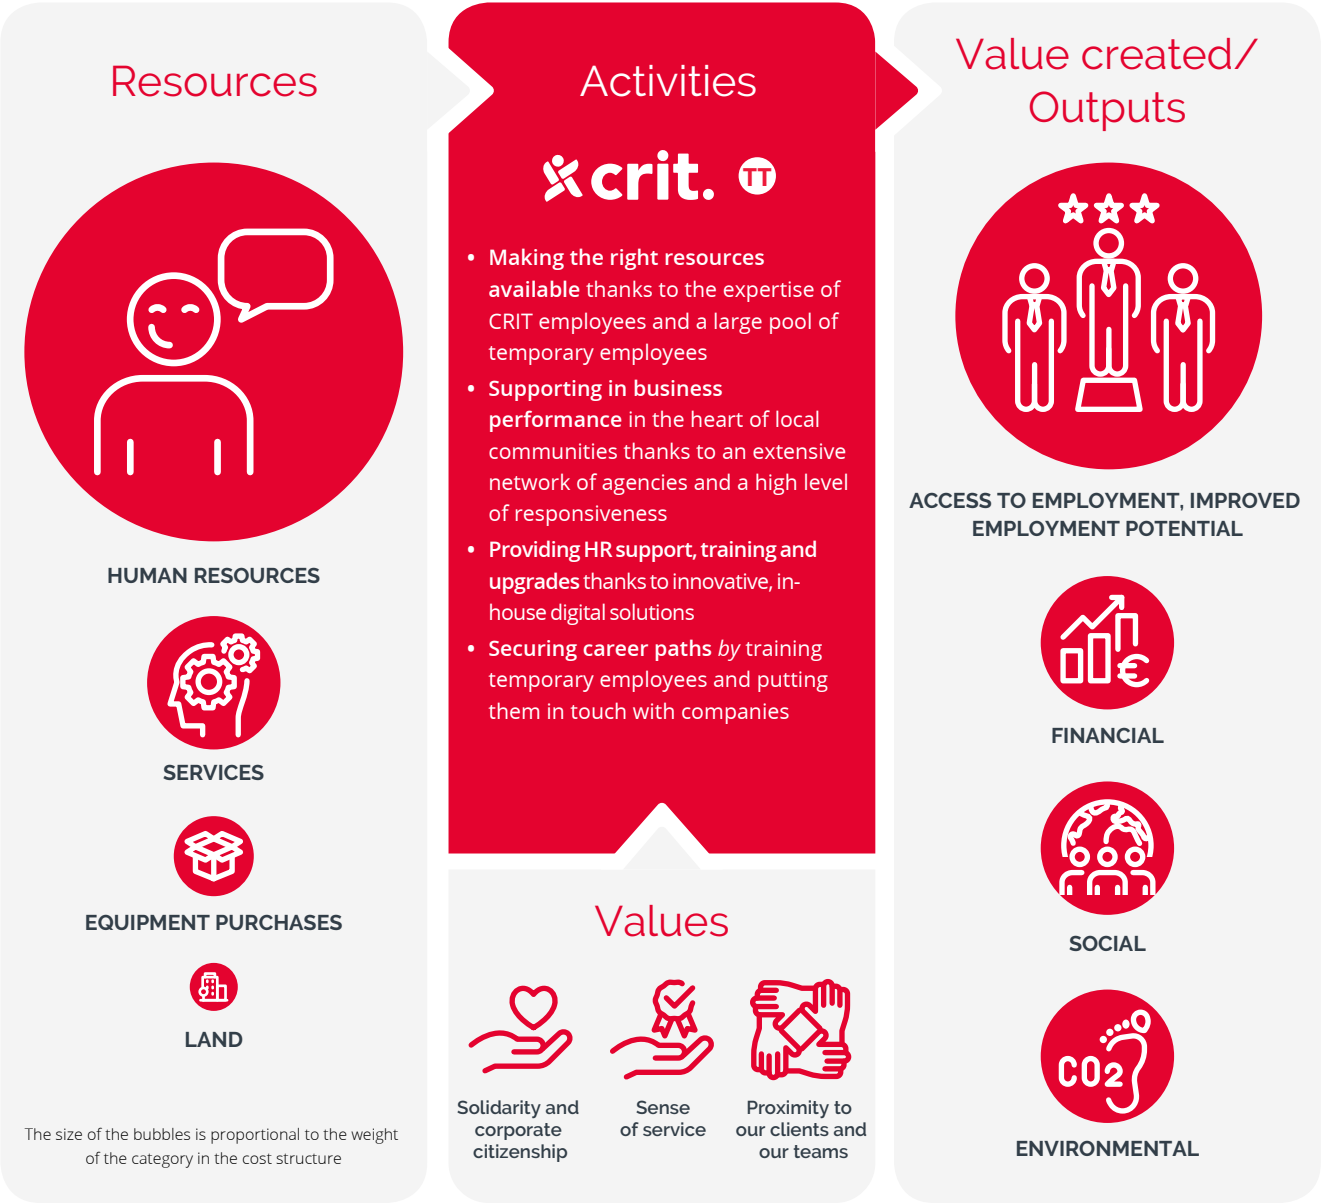 Resources
HUMAN RESOURCES
SERVICES
EQUIPMENT PURCHASES
LAND
The size of the bubbles is proportional to the weight
of the category in the cost structure
Activities
crit. TT
• Making the right resources
available thanks to the expertise of
CRIT employees and a large pool of
temporary employees
• Supporting in business
performance in the heart of local
communities thanks to an extensive
network of agencies and a high level
of responsiveness
• Providing HR support, training and
upgrades thanks to innovative, in-
house digital solutions
• Securing career paths by training
temporary employees and putting
them in touch with companies
Values
Solidarity and
corporate
citizenship
Sense
of service
Proximity to
our clients and
our teams
Value created/
Outputs
ACCESS TO EMPLOYMENT, IMPROVED
EMPLOYMENT POTENTIAL
€
FINANCIAL
SOCIAL
CO2
ENVIRONMENTAL